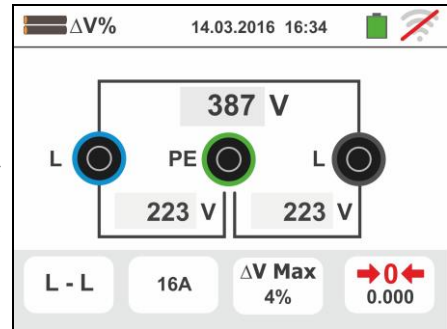 ΔV% 14.03.2016 16:34
387 V
L PE L
223 V 223 V
L - L 16A ΔV Max 4% →0← 0.000